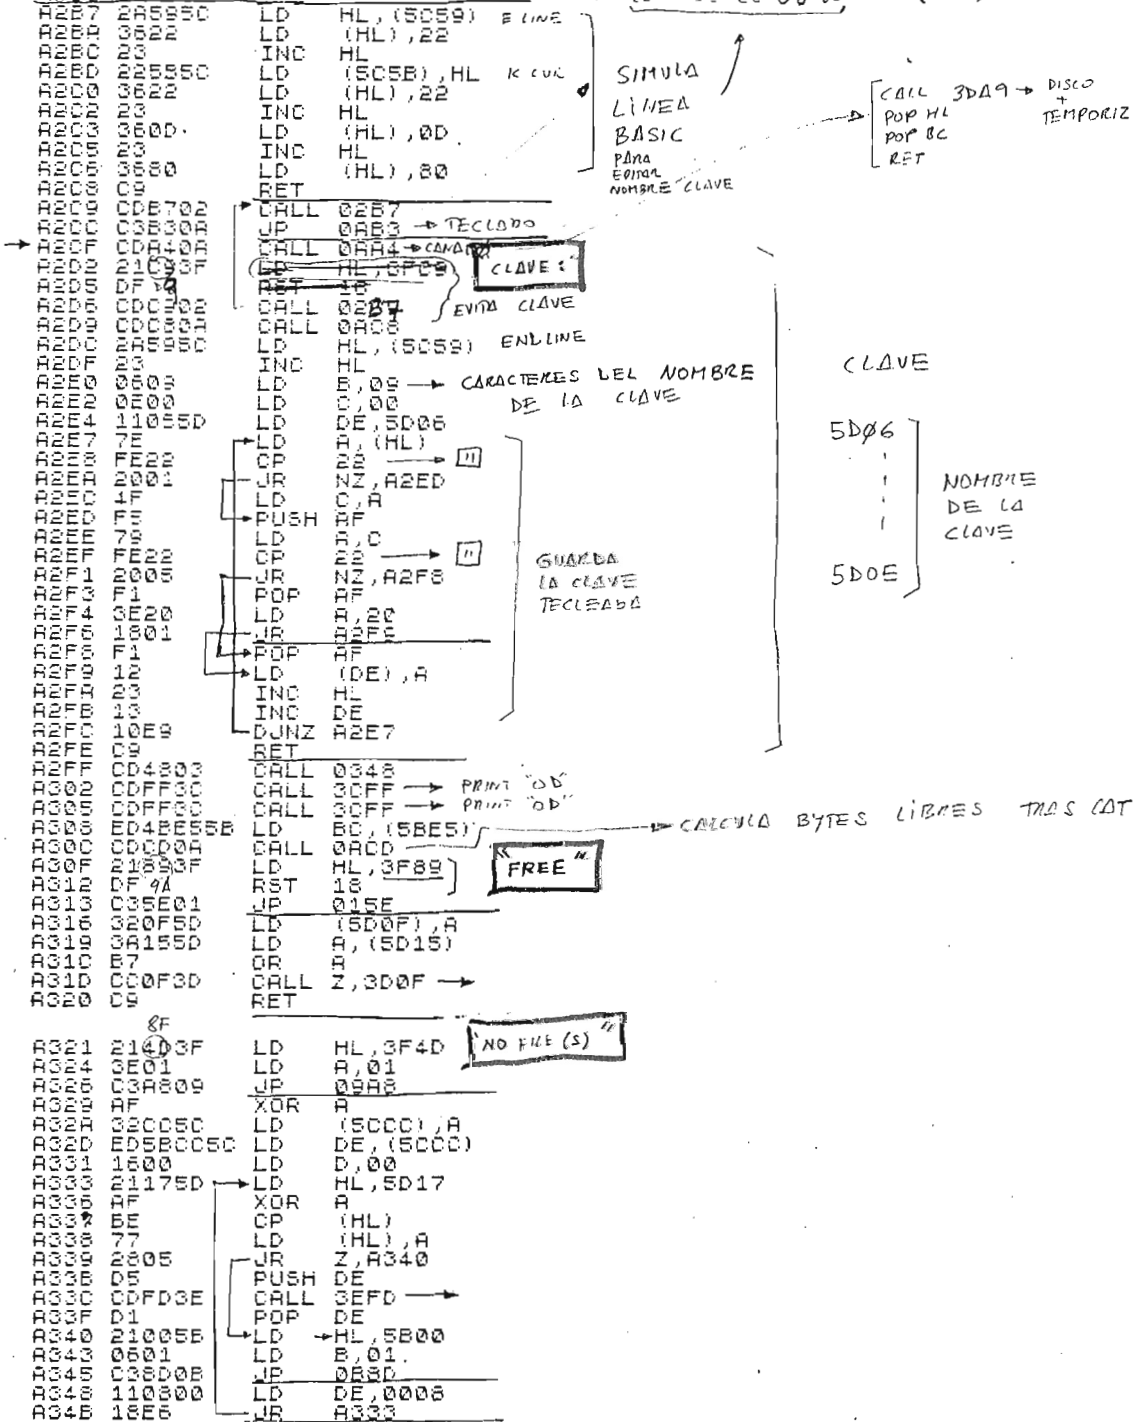 A2B7 2A595C LD HL,(5C59) E LINE
A2BA 3622 LD (HL),22
A2BC 23 INC HL
A2BD 225B5C LD (5C5B),HL K CUR
A2C0 3622 LD (HL),22
A2C2 23 INC HL
A2C3 360D LD (HL),0D
A2C5 23 INC HL
A2C6 3680 LD (HL),80
A2C8 C9 RET
SIMULA
LINEA
BASIC
PARA
EDITAR
NOMBRE CLAVE
CALL 3DA9 → DISCO + TEMPORIZ
POP HL
POP BC
RET
A2C9 CDB702 CALL 02B7
A2CC C3B30A JP 0AB3 → TECLADO
A2CF CDA40A CALL 0AA4 → CANAL
A2D2 21C93F LD HL,3FC9 "CLAVE:"
A2D5 DF RST 18
A2D6 CDC902 CALL 02B7 EVITA CLAVE
A2D9 CDC80A CALL 0AC8
A2DC 2A595C LD HL,(5C59) ENLLINE
A2DF 23 INC HL
A2E0 0609 LD B,09 → CARACTERES DEL NOMBRE
A2E2 0E00 LD C,00 DE LA CLAVE
A2E4 11065D LD DE,5D06
A2E7 7E LD A,(HL)
A2E8 FE22 CP 22 → "
A2EA 2001 JR NZ,A2ED
A2EC 4F LD C,A
A2ED F5 PUSH AF
A2EE 79 LD A,C
A2EF FE22 CP 22 → "
A2F1 2005 JR NZ,A2F8
A2F3 F1 POP AF
A2F4 3E20 LD A,20
A2F6 1801 JR A2F9
A2F8 F1 POP AF
A2F9 12 LD (DE),A
A2FA 23 INC HL
A2FB 13 INC DE
A2FC 10E9 DJNZ A2E7
A2FE C9 RET
GUARDA
LA CLAVE
TECLEADA
CLAVE
5DØ6
5DOE
NOMBRE
DE LA
CLAVE
A2FF CD4803 CALL 0348
A302 CDFF3C CALL 3CFF → PRINT "OD"
A305 CDFF3C CALL 3CFF → PRINT "OD"
A308 ED4BE55B LD BC,(5BE5) → CALCULA BYTES LIBRES TRAS CAT
A30C CDCD0A CALL 0ACD
A30F 21893F LD HL,3F89 "FREE"
A312 DF 9A RST 18
A313 C35E01 JP 015E
A316 320F5D LD (5D0F),A
A319 3A155D LD A,(5D15)
A31C B7 OR A
A31D CC0F3D CALL Z,3D0F →
A320 C9 RET
8F
A321 214D3F LD HL,3F4D "NO FILE (S)"
A324 3E01 LD A,01
A326 C3A809 JP 09A8
A329 AF XOR A
A32A 32CC5C LD (5CCC),A
A32D ED5BCC5C LD DE,(5CCC)
A331 1600 LD D,00
A333 21175D LD HL,5D17
A336 AF XOR A
A337 BE CP (HL)
A338 77 LD (HL),A
A339 2805 JR Z,A340
A33B D5 PUSH DE
A33C CDFD3E CALL 3EFD →
A33F D1 POP DE
A340 21005B LD HL,5B00
A343 0601 LD B,01
A345 C38D0B JP 0B8D
A348 110800 LD DE,0008
A34B 18E6 JR A333